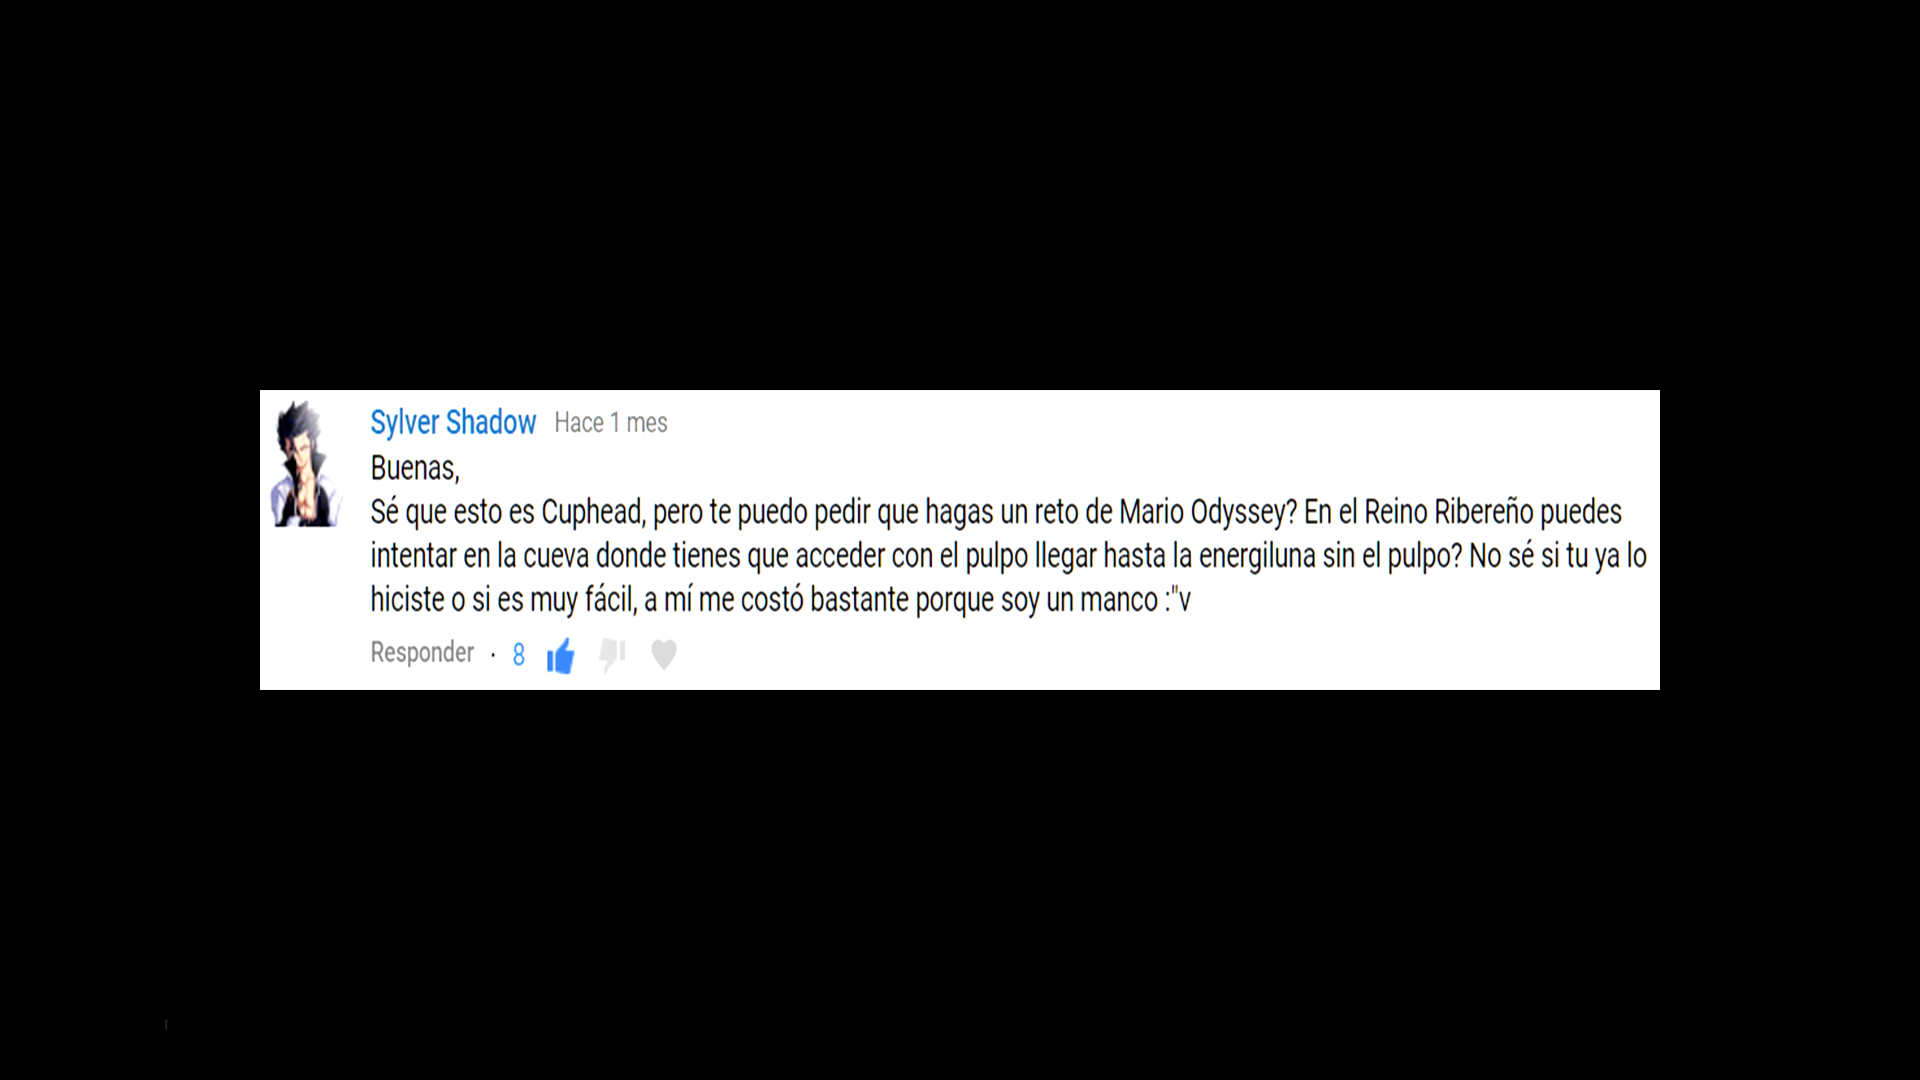 Sylver Shadow Hace 1 mes
Buenas,
Sé que esto es Cuphead, pero te puedo pedir que hagas un reto de Mario Odyssey? En el Reino Ribereño puedes
intentar en la cueva donde tienes que acceder con el pulpo llegar hasta la energiluna sin el pulpo? No sé si tu ya lo
hiciste o si es muy fácil, a mí me costó bastante porque soy un manco :"v
Responder · 8